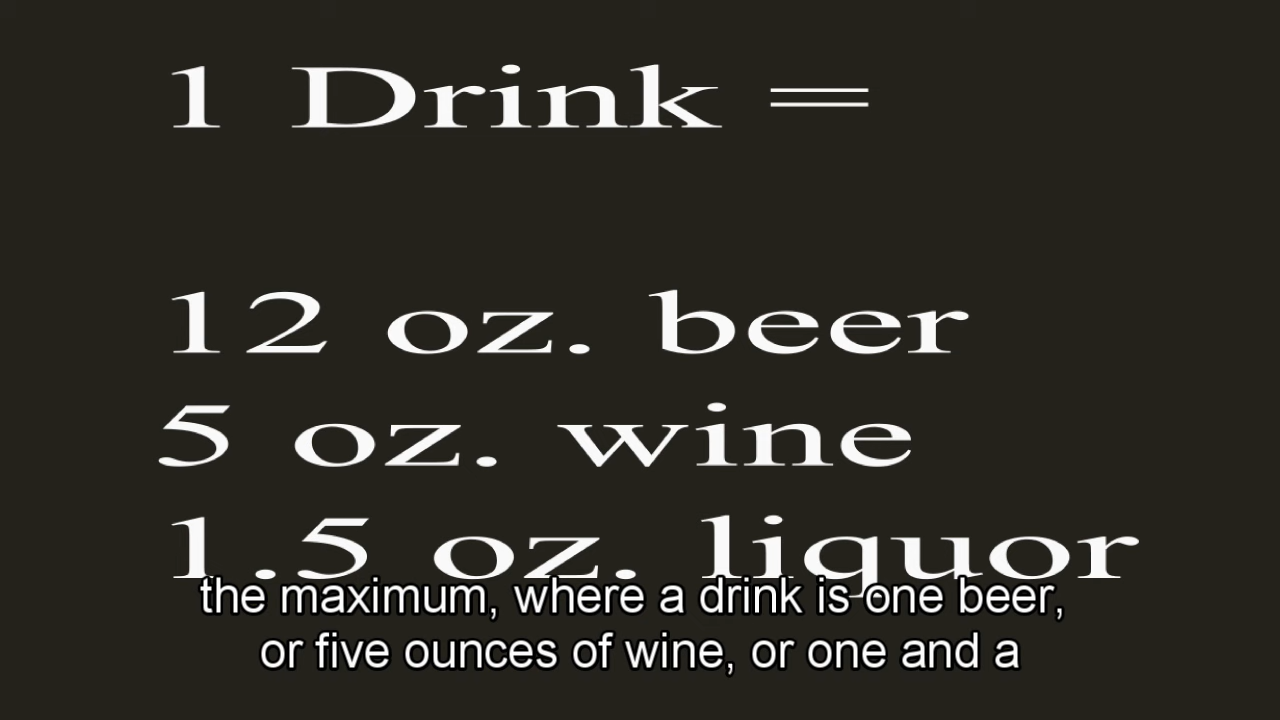 1 Drink =
12 oz. beer
5 oz. wine
1.5 oz. liquor
the maximum, where a drink is one beer,
or five ounces of wine, or one and a